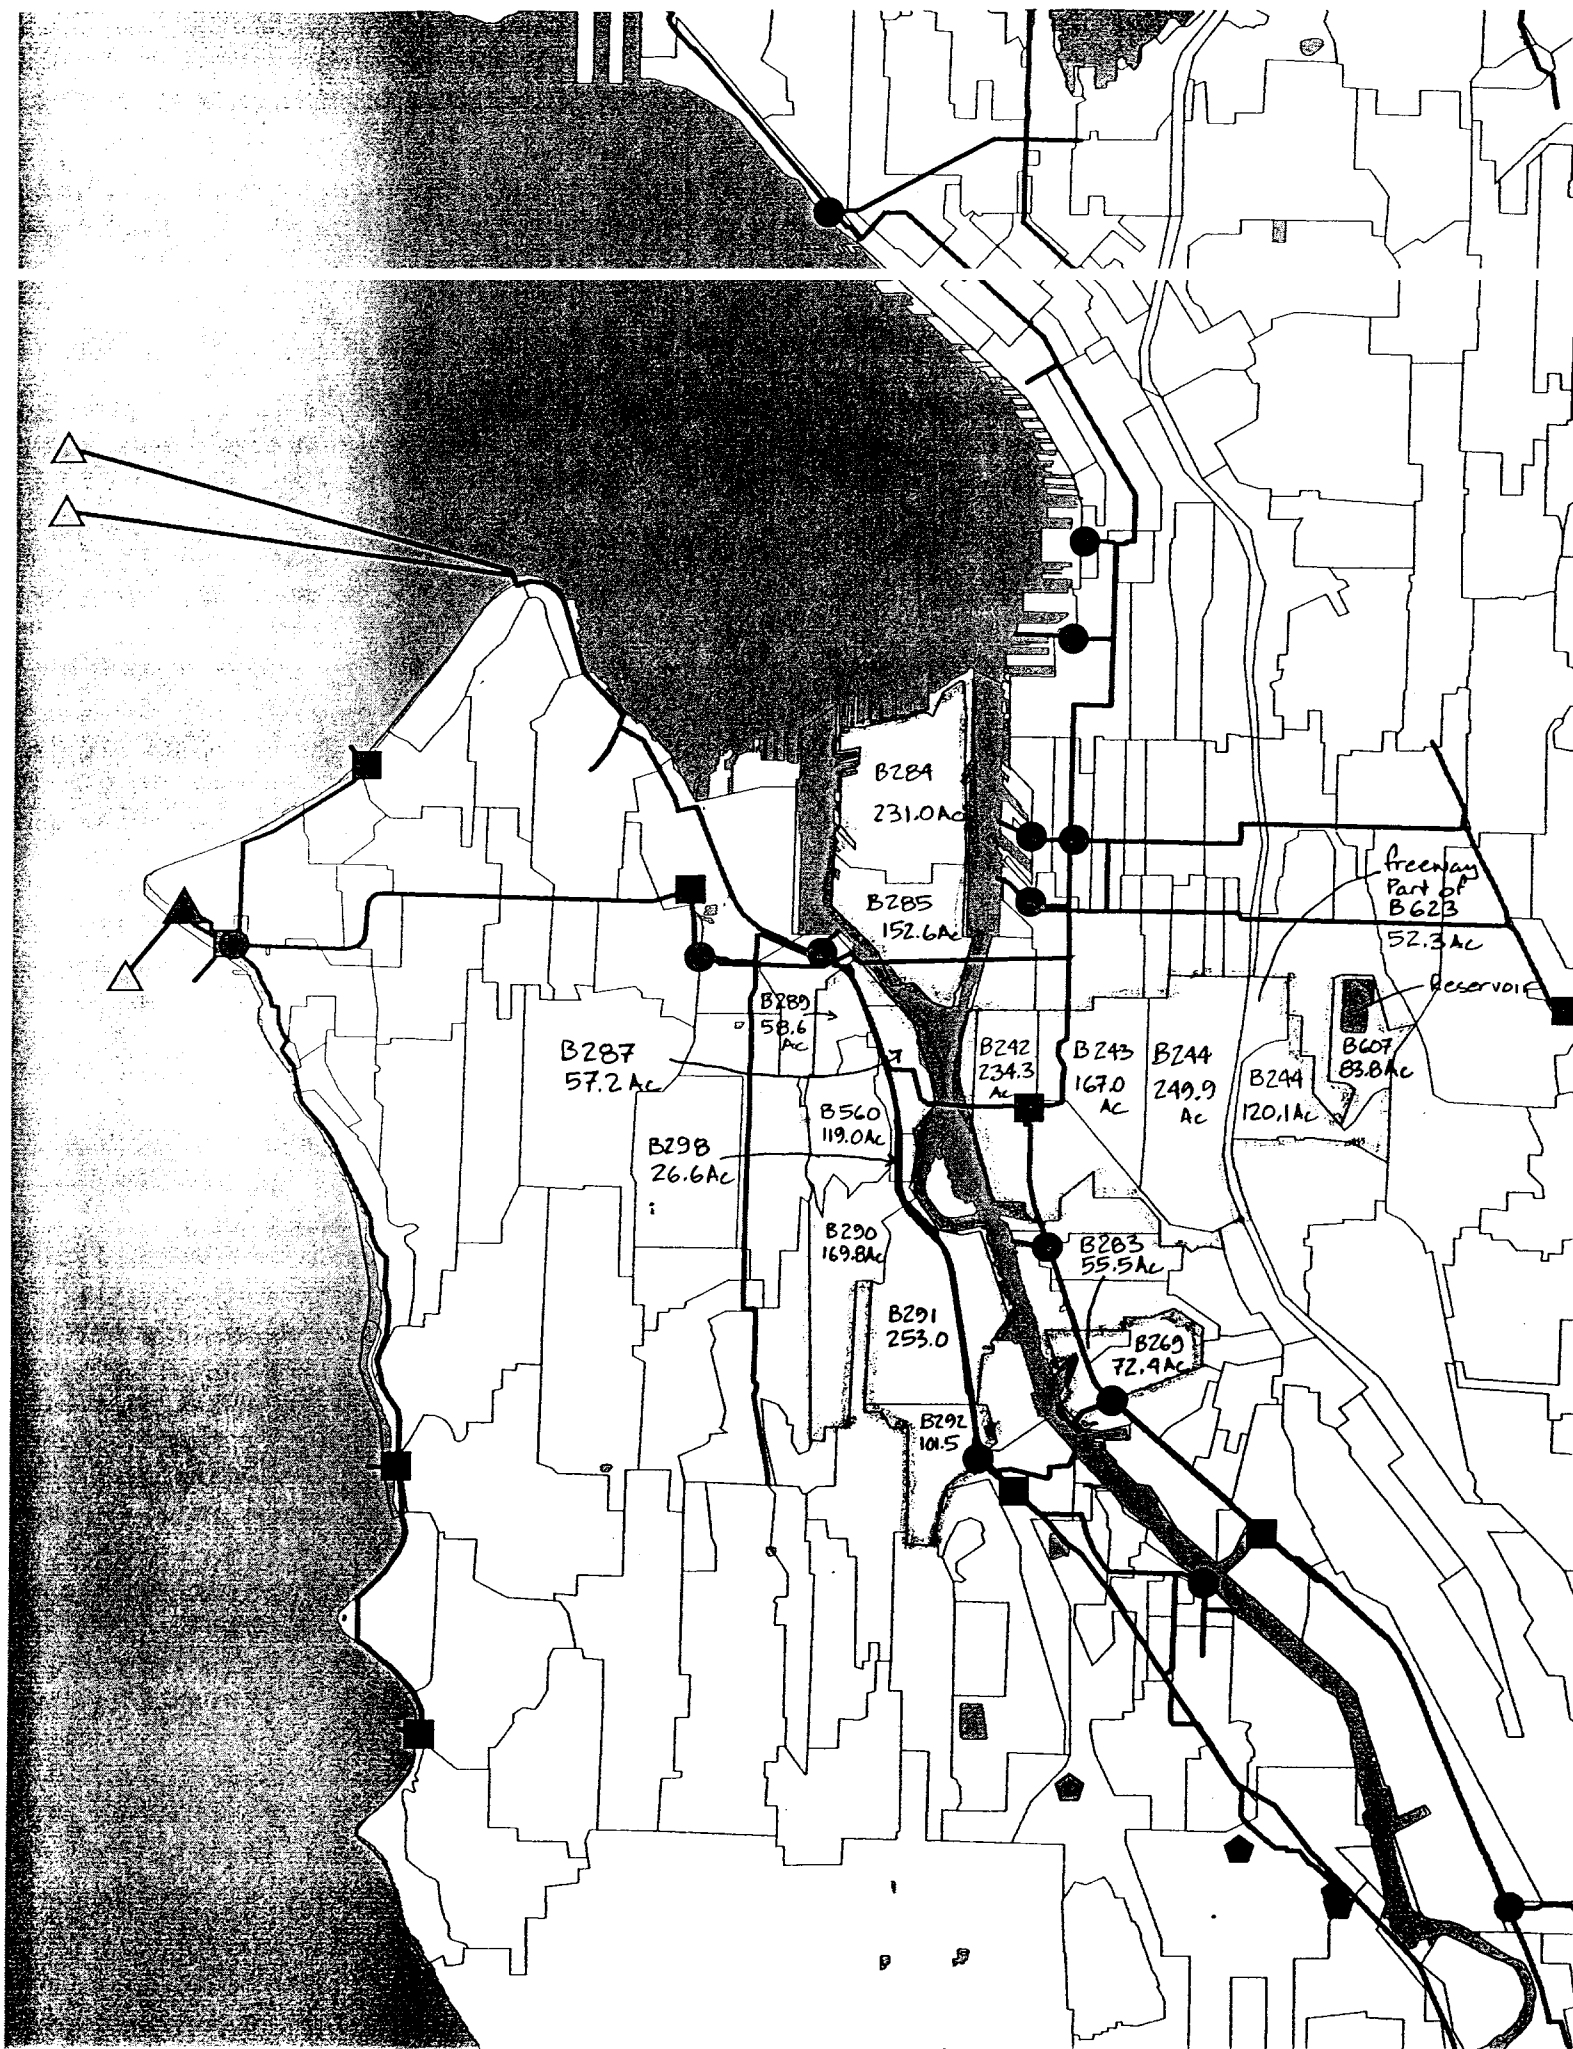 B284
231.0Ac
B285
152.6Ac
freeway
Part of
B623
52.3Ac
Reservoir
B289
58.6
Ac
B287
57.2Ac
B242
234.3
Ac
B243
167.0
Ac
B244
249.9
Ac
B244
120.1Ac
B607
83.8Ac
B560
119.0Ac
B298
26.6Ac
B290
169.8Ac
B283
55.5Ac
B291
253.0
B269
72.4Ac
B292
101.5